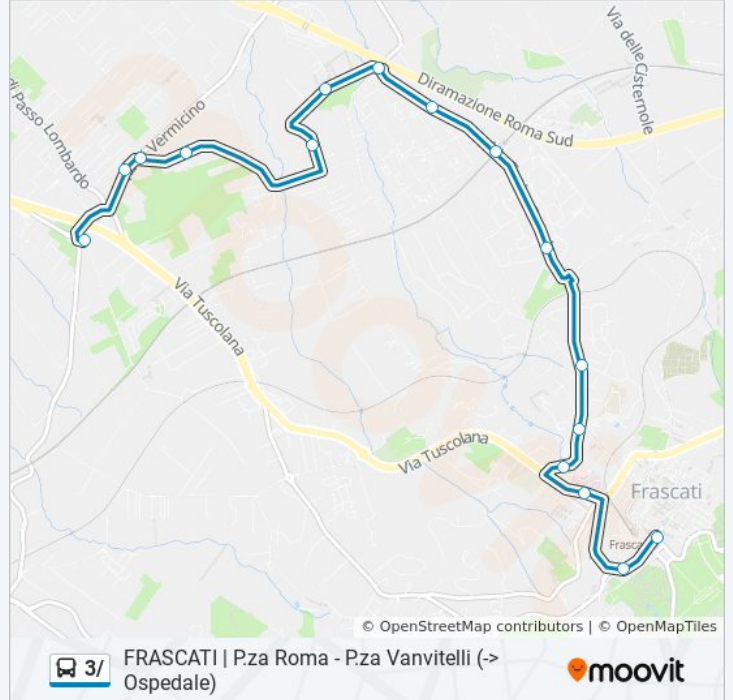 Via delle Cisternole
Diramazione Roma Sud
di Passo Lombardo
Vermicino
Via Tuscolana
Via Tuscolana
Frascati
Frasca
© OpenStreetMap contributors | © OpenMapTiles
3/
FRASCATI | P.za Roma - P.za Vanvitelli (->
Ospedale)
moovit